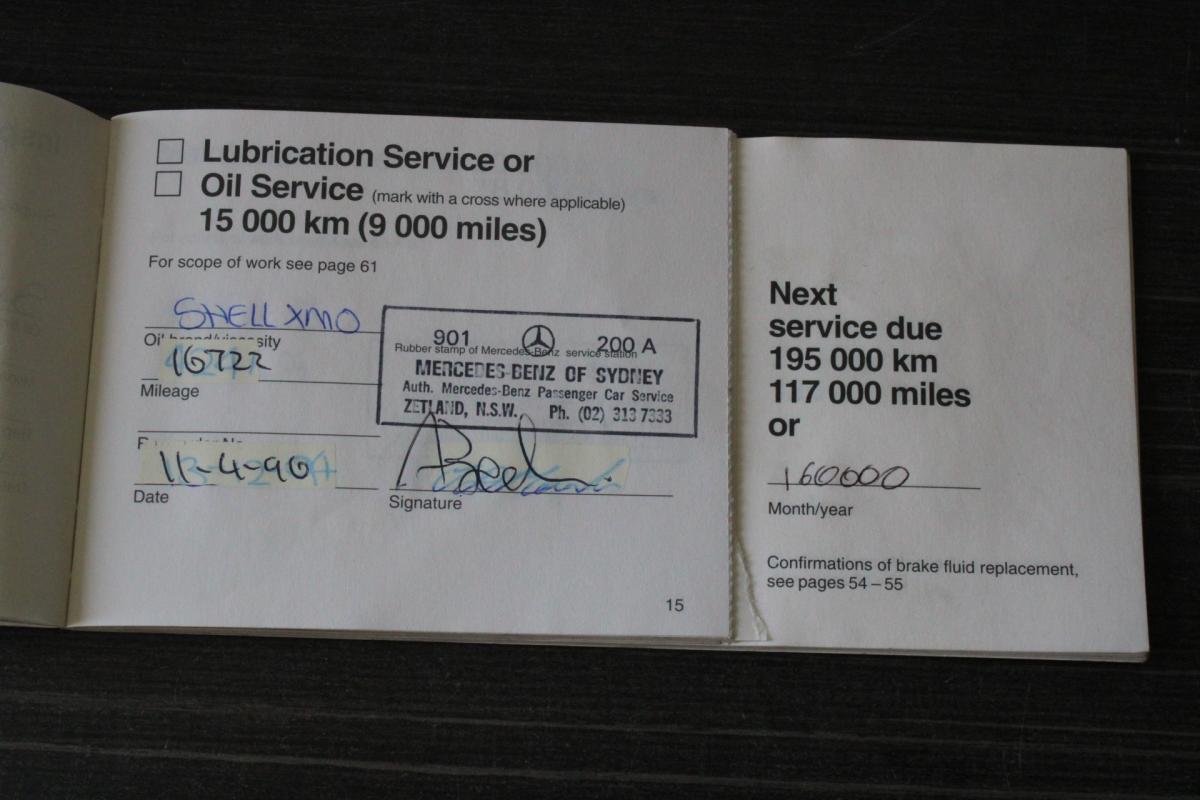 Lubrication Service or
Oil Service (mark with a cross where applicable)
15 000 km (9 000 miles)
For scope of work see page 61
SHELL XMO
Mileage
901 200 A
Rubber stamp of Mercedes-Benz service station
MERCEDES-BENZ OF SYDNEY
Auth. Mercedes-Benz Passenger Car Service
ZETLAND, N.S.W. Ph. (02) 313 7333
11-4-90
Date
Signature
15
Next
service due
195 000 km
117 000 miles
or
160000
Month/year
Confirmations of brake fluid replacement,
see pages 54–55